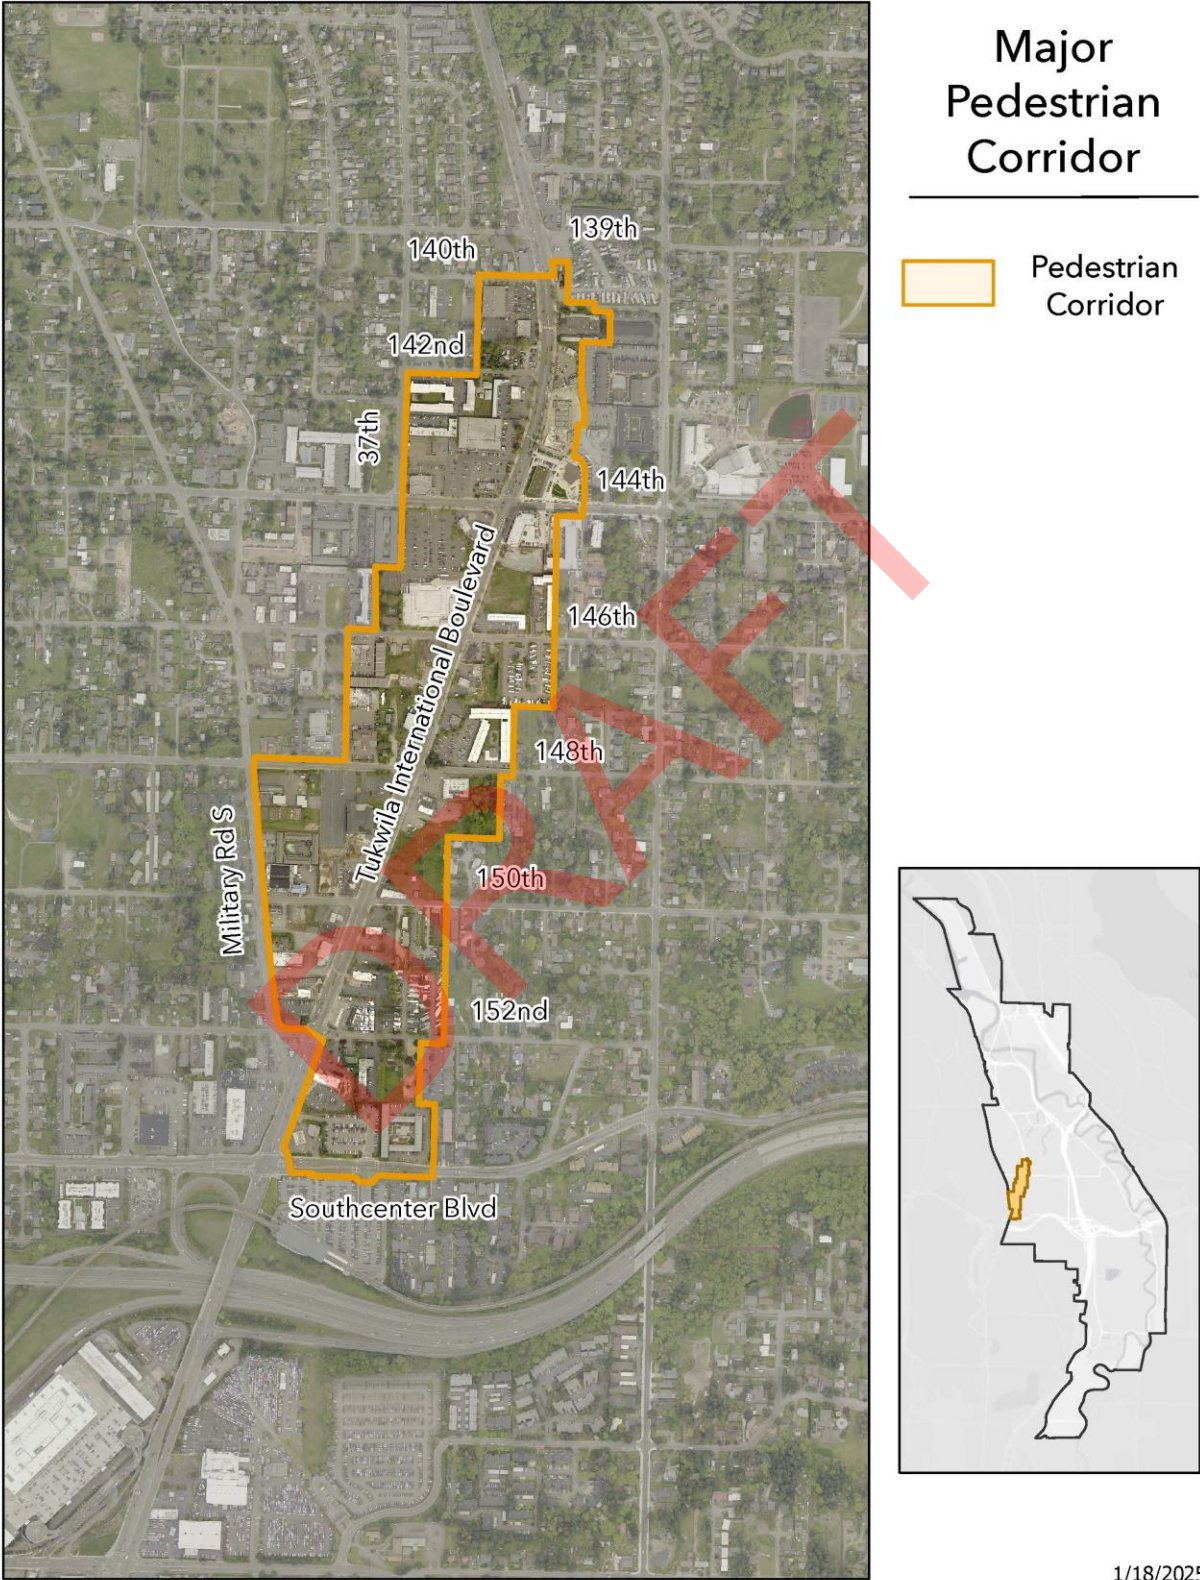 Major
Pedestrian
Corridor
Pedestrian
Corridor
139th
140th
142nd
37th
144th
Tukwila International Boulevard
146th
148th
Military Rd S
150th
152nd
Southcenter Blvd
DRAFT
1/18/2025